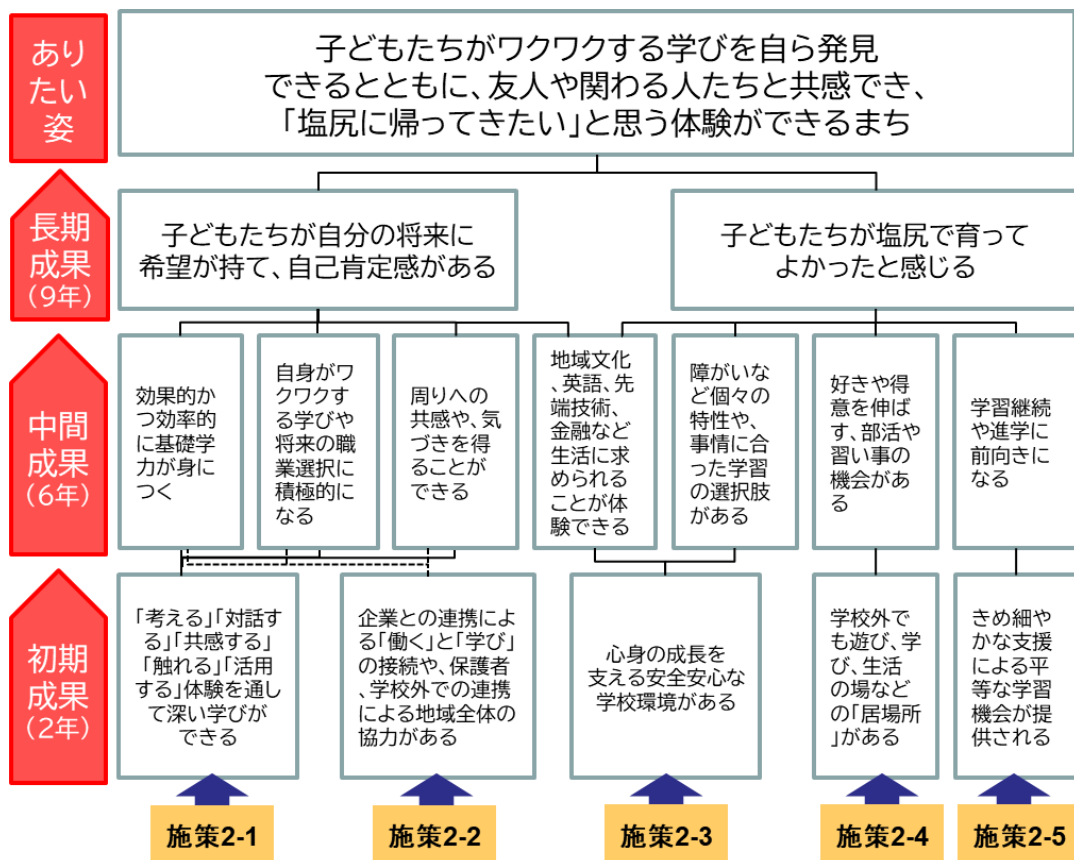 ありたい姿
子どもたちがワクワクする学びを自ら発見
できるとともに、友人や関わる人たちと共感でき、
「塩尻に帰ってきたい」と思う体験ができるまち
長期
成果
(9年)
子どもたちが自分の将来に
希望が持て、自己肯定感がある
子どもたちが塩尻で育って
よかったと感じる
中間
成果
(6年)
効果的か
つ効率的
に基礎学
力が身に
つく
自身がワ
クワクす
る学びや
将来の職
業選択に
積極的に
なる
周りへの
共感や、気
づきを得
ることが
できる
地域文化
、英語、先
端技術、
金融など
生活に求
められる
ことが体
験できる
障がいな
ど個々の
特性や、
事情に合
った学習
の選択肢
がある
好きや得
意を伸ば
す、部活や
習い事の
機会があ
る
学習継続
や進学に
前向きに
なる
初期
成果
(2年)
「考える」「対話す
る」「共感する」
「触れる」「活用
する」体験を通し
て深い学びが
できる
企業との連携によ
る「働く」と「学び」
の接続や、保護者
、学校外での連携
による地域全体の
協力がある
心身の成長を
支える安全安心な
学校環境がある
学校外で
も遊び、学
び、生活
の場など
の「居場所
」がある
きめ細や
かな支援
による平
等な学習
機会が提
供される
施策2-1
施策2-2
施策2-3
施策2-4
施策2-5